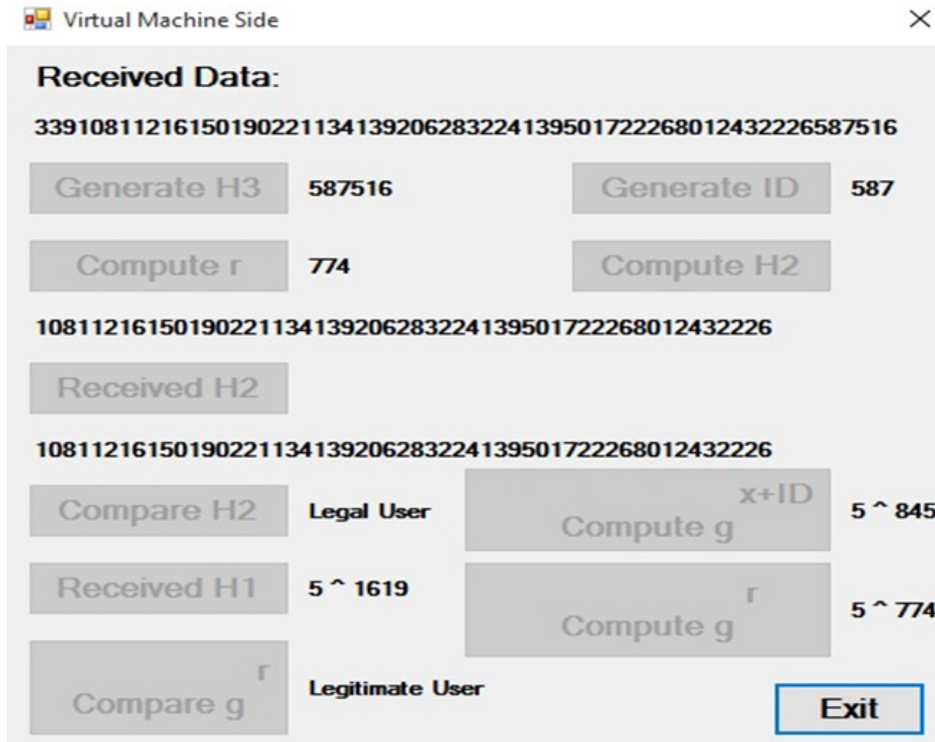 Virtual Machine Side
Received Data:
33910811216150190221134139206283224139501722268012432226587516
Generate H3 587516 Generate ID 587
Compute r 774 Compute H2
10811216150190221134139206283224139501722268012432226
Received H2
10811216150190221134139206283224139501722268012432226
Compare H2 Legal User x+ID
Compute g 5 ^ 845
Received H1 5 ^ 1619 r
Compute g 5 ^ 774
r
Compare g Legitimate User
Exit